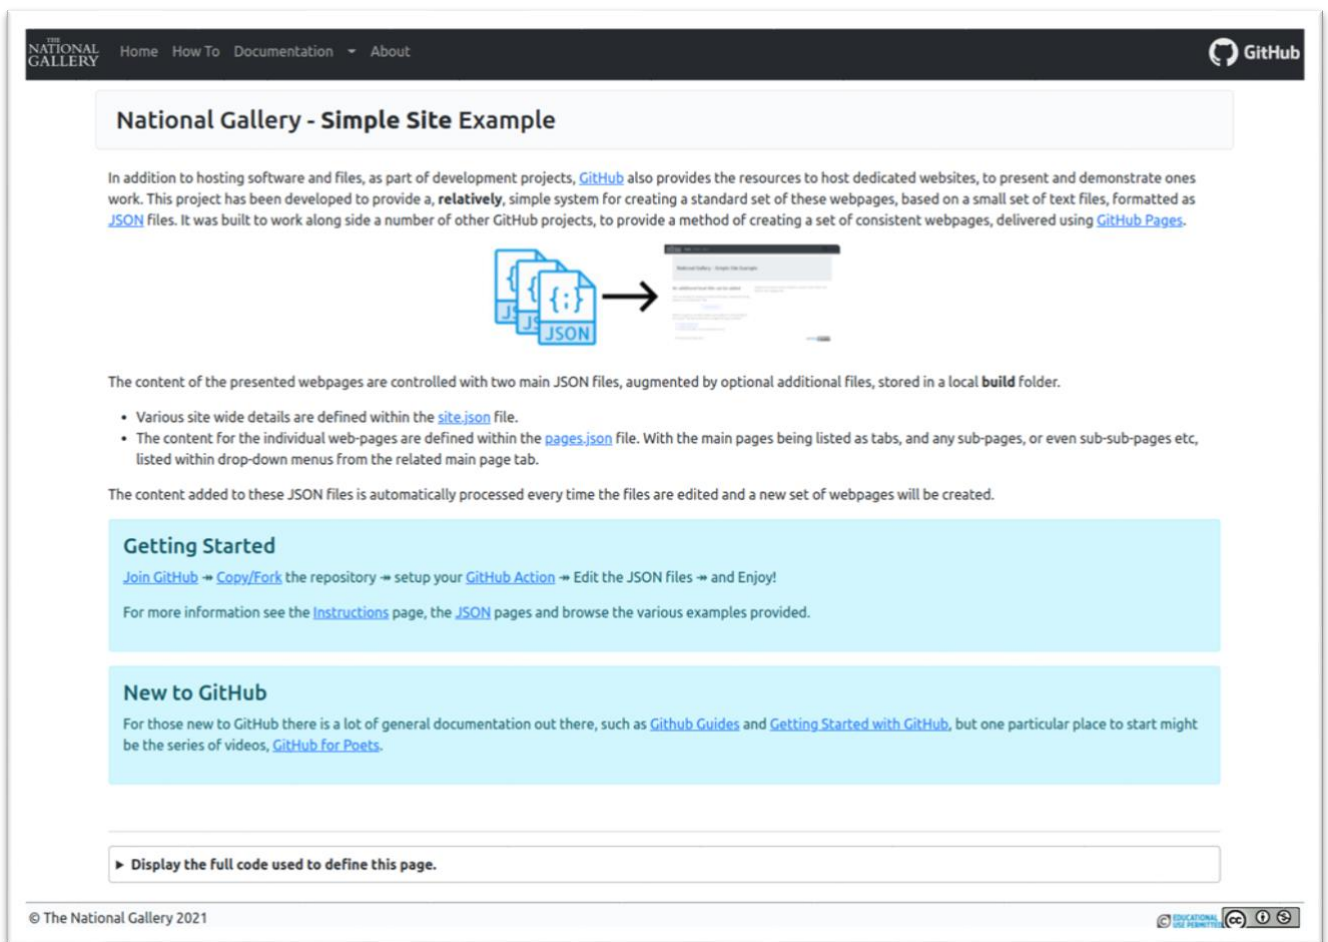 THE
NATIONAL
GALLERY
Home How To Documentation About
GitHub
National Gallery - Simple Site Example
In addition to hosting software and files, as part of development projects, GitHub also provides the resources to host dedicated websites, to present and demonstrate ones
work. This project has been developed to provide a, relatively, simple system for creating a standard set of these webpages, based on a small set of text files, formatted as
JSON files. It was built to work along side a number of other GitHub projects, to provide a method of creating a set of consistent webpages, delivered using GitHub Pages.
{;}
JSON
National Gallery - Simple Site Example
The content of the presented webpages are controlled with two main JSON files, augmented by optional additional files, stored in a local build folder.
• Various site wide details are defined within the site.json file.
• The content for the individual web-pages are defined within the pages.json file. With the main pages being listed as tabs, and any sub-pages, or even sub-sub-pages etc,
listed within drop-down menus from the related main page tab.
The content added to these JSON files is automatically processed every time the files are edited and a new set of webpages will be created.
Getting Started
Join GitHub ↠ Copy/Fork the repository ↠ setup your GitHub Action ↠ Edit the JSON files ↠ and Enjoy!
For more information see the Instructions page, the JSON pages and browse the various examples provided.
New to GitHub
For those new to GitHub there is a lot of general documentation out there, such as Github Guides and Getting Started with GitHub, but one particular place to start might
be the series of videos, GitHub for Poets.
▶ Display the full code used to define this page.
© The National Gallery 2021
© EDUCATIONAL
USE PERMITTED
cc